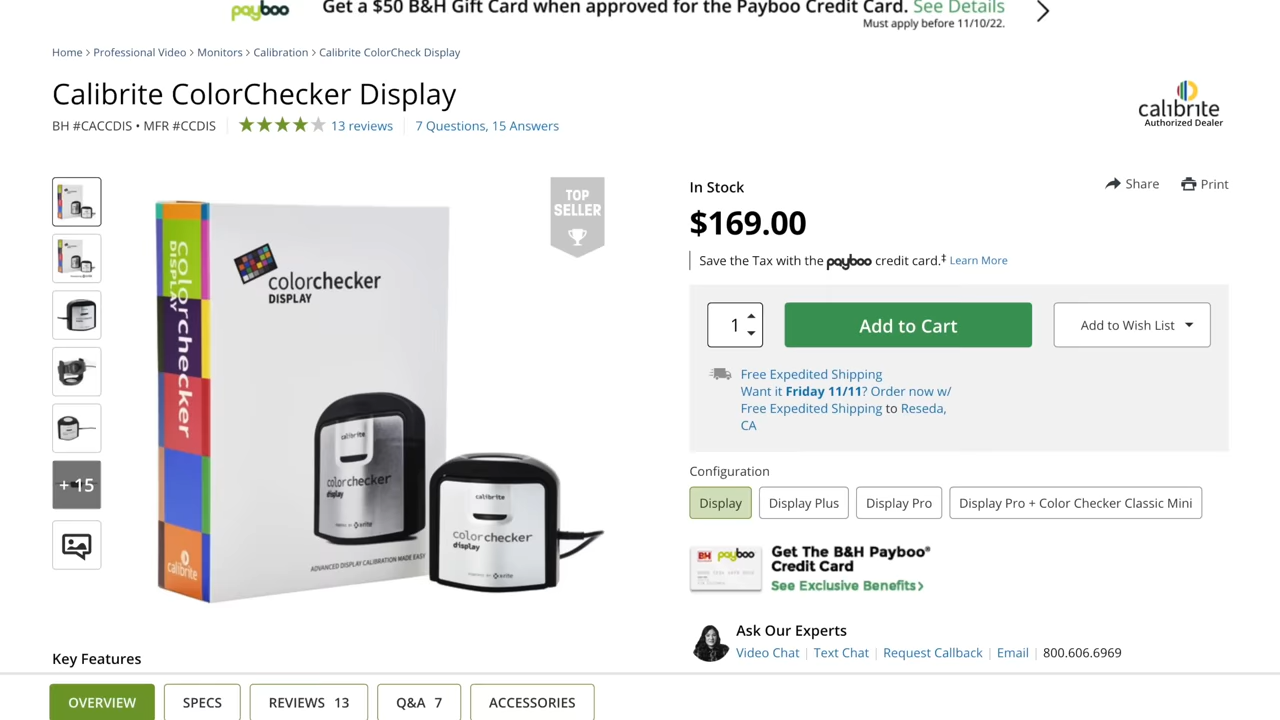 payboo
Get a $50 B&H Gift Card when approved for the Payboo Credit Card. See Details
Must apply before 11/10/22.
Home > Professional Video > Monitors > Calibration > Calibrite ColorCheck Display
Calibrite ColorChecker Display
BH #CACCDIS • MFR #CCDIS
13 reviews
7 Questions, 15 Answers
calibrite
Authorized Dealer
TOP
SELLER
colorchecker
DISPLAY
colorchecker
DISPLAY
calibrite
colorchecker
display
ADVANCED DISPLAY CALIBRATION MADE EASY
calibrite
calibrite
colorchecker
display
+ 15
In Stock
Share
Print
$169.00
Save the Tax with the payboo credit card.‡ Learn More
1
Add to Cart
Add to Wish List
Free Expedited Shipping
Want it Friday 11/11? Order now w/
Free Expedited Shipping to Reseda,
CA
Configuration
Display
Display Plus
Display Pro
Display Pro + Color Checker Classic Mini
BH payboo
Get The B&H Payboo®
Credit Card
See Exclusive Benefits>
Ask Our Experts
Video Chat | Text Chat | Request Callback | Email | 800.606.6969
Key Features
OVERVIEW
SPECS
REVIEWS 13
Q&A 7
ACCESSORIES